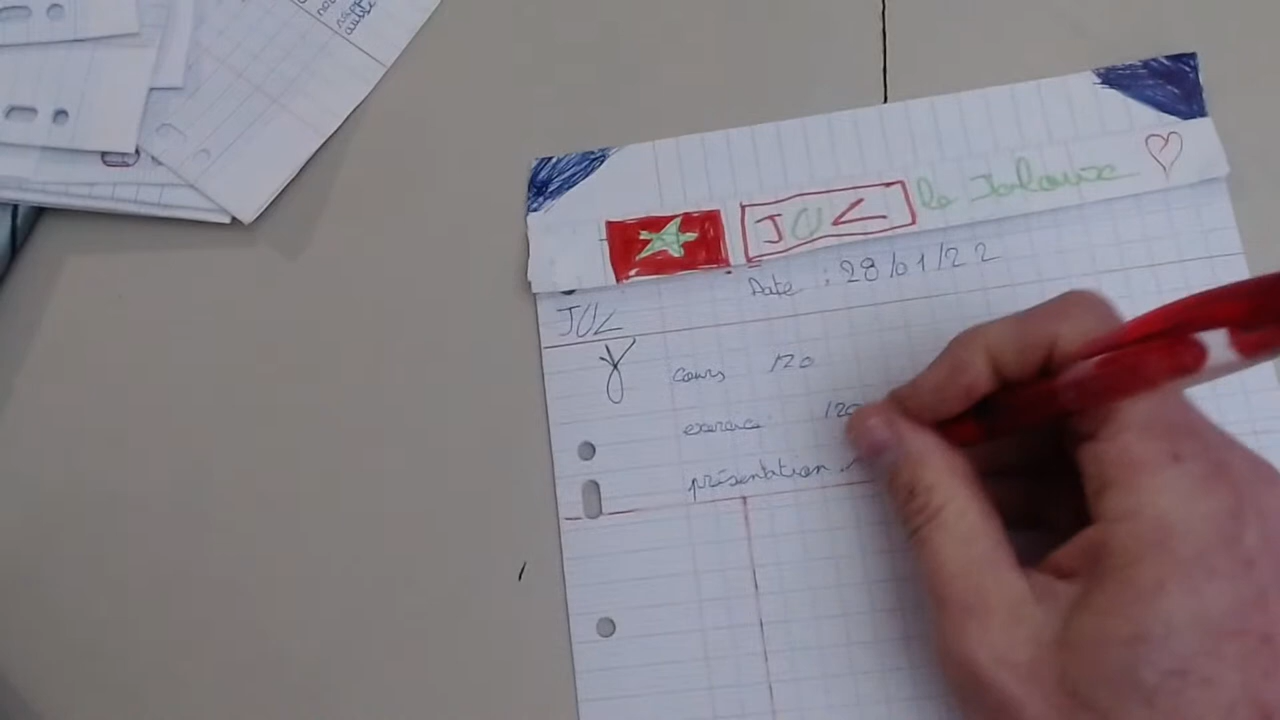 JUL le Jaloux
Date : 28/01/22
JUL
cours /20
exercice /20
présentation